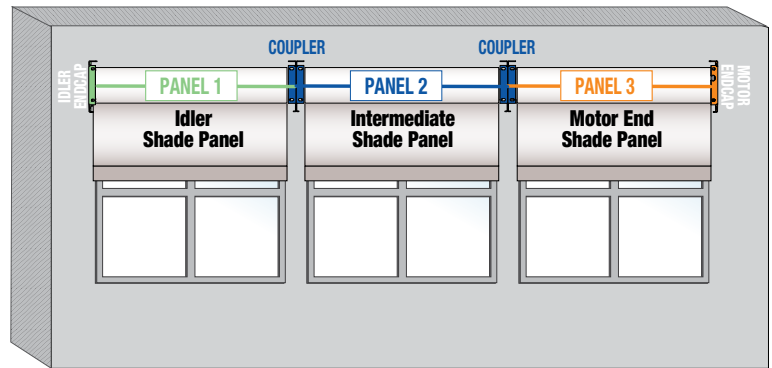 COUPLER
COUPLER
IDLER
ENDCAP
PANEL 1
PANEL 2
PANEL 3
MOTOR
ENDCAP
Idler
Shade Panel
Intermediate
Shade Panel
Motor End
Shade Panel